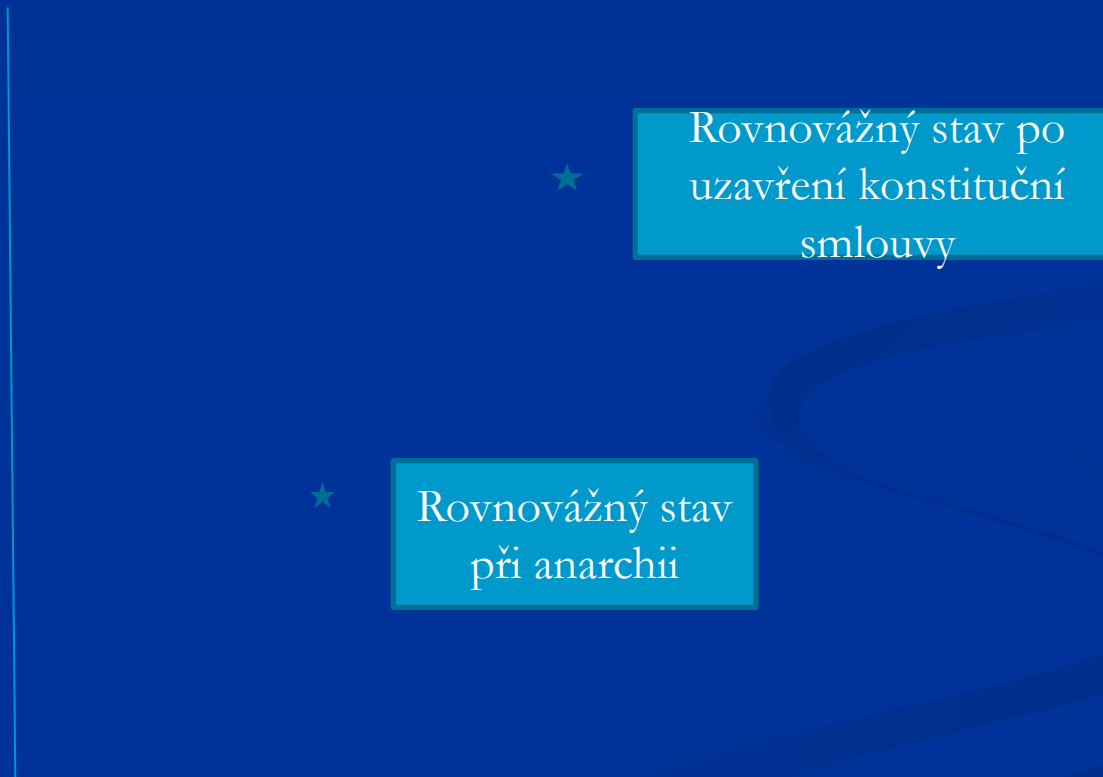 Rovnovážný stav po
uzavření konstituční
smlouvy
Rovnovážný stav
při anarchii